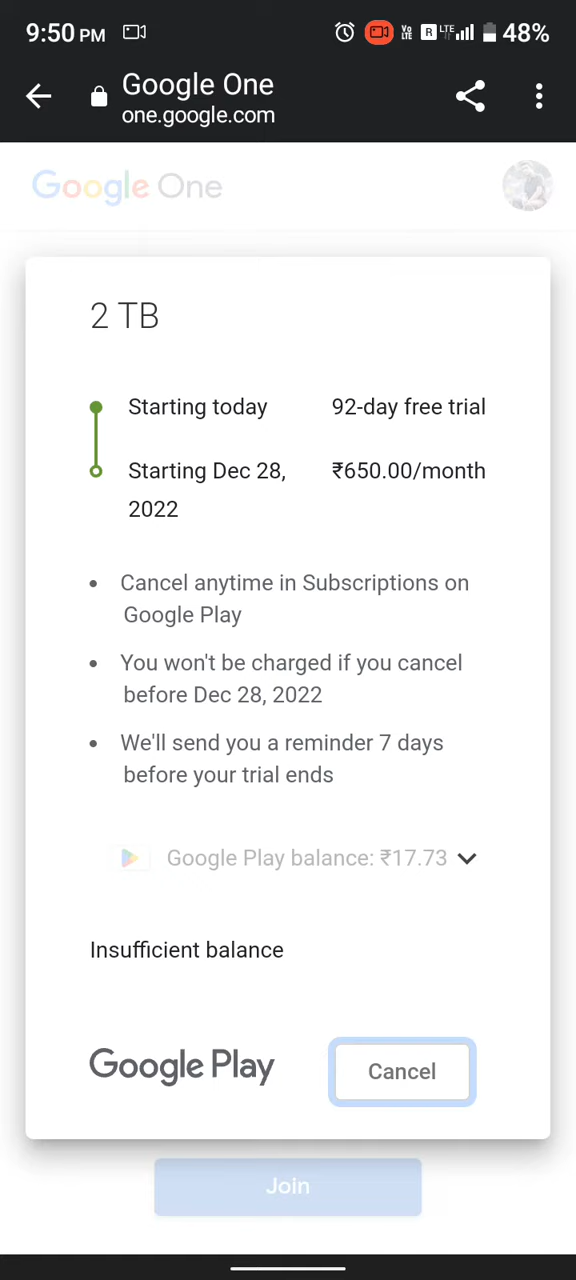 9:50 PM
Vo LTE R LTE 48%
Google One
one.google.com
Google One
2 TB
Starting today 92-day free trial
Starting Dec 28, ₹650.00/month
2022
• Cancel anytime in Subscriptions on
Google Play
• You won't be charged if you cancel
before Dec 28, 2022
• We'll send you a reminder 7 days
before your trial ends
Google Play balance: ₹17.73
Insufficient balance
Google Play Cancel
Join